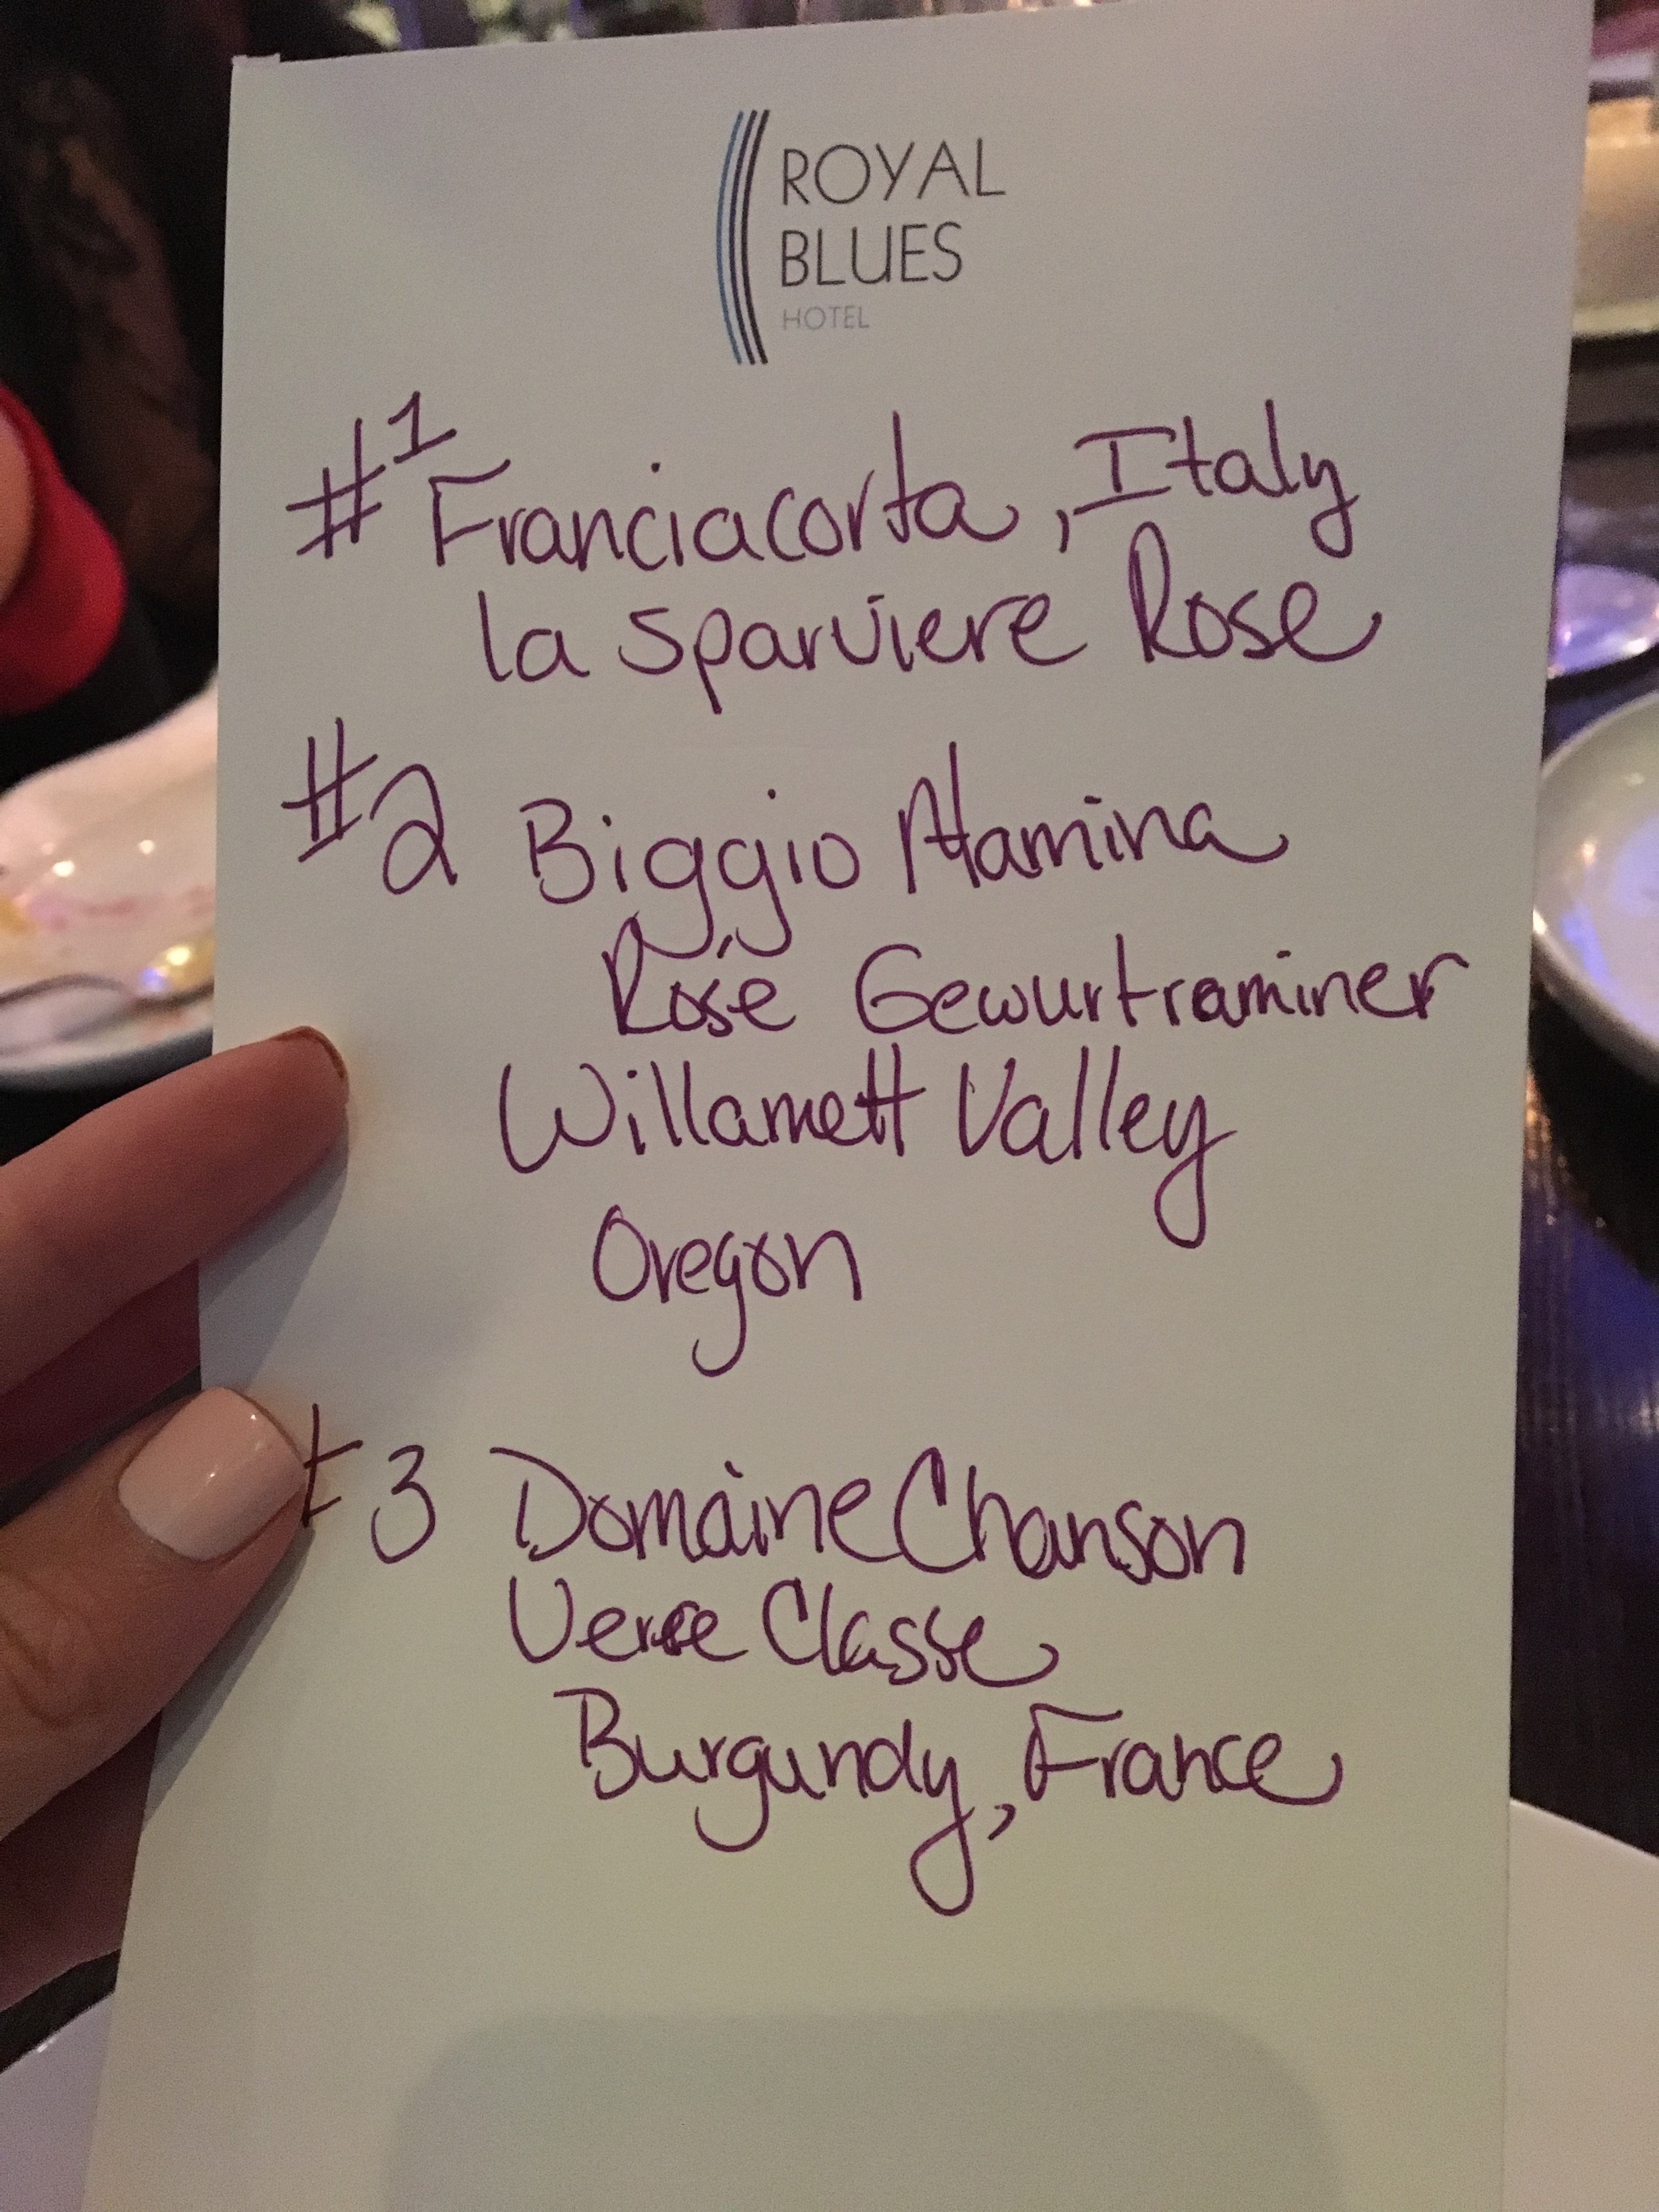 ROYAL
BLUES
HOTEL
#1 Franciacorta, Italy
la sparviere Rose
#2 Biggio Hamina
Rosé Gewurtraminer
Willamett Valley
Oregon
#3 Domaine Chanson
Classe
Burgundy, France